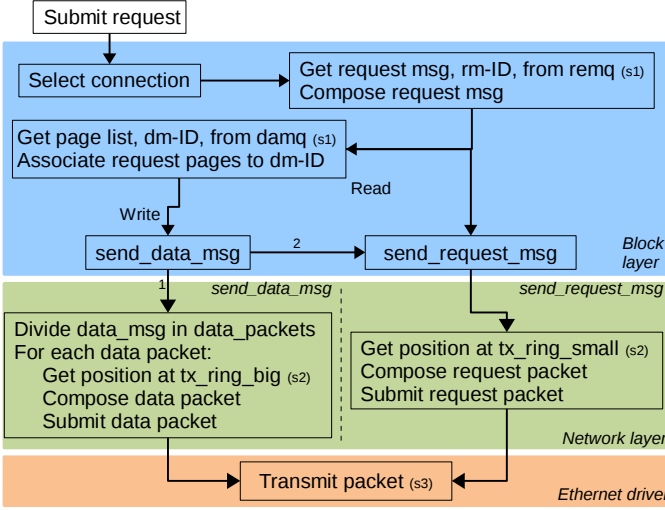 Submit request
Select connection
Get request msg, rm-ID, from remq (s1)
Compose request msg
Get page list, dm-ID, from damq (s1)
Associate request pages to dm-ID
Read
Write
send_data_msg
2
send_request_msg
Block
layer
1
send_data_msg
send_request_msg
Divide data_msg in data_packets
For each data packet:
Get position at tx_ring_big (s2)
Compose data packet
Submit data packet
Get position at tx_ring_small (s2)
Compose request packet
Submit request packet
Network layer
Transmit packet (s3)
Ethernet driver